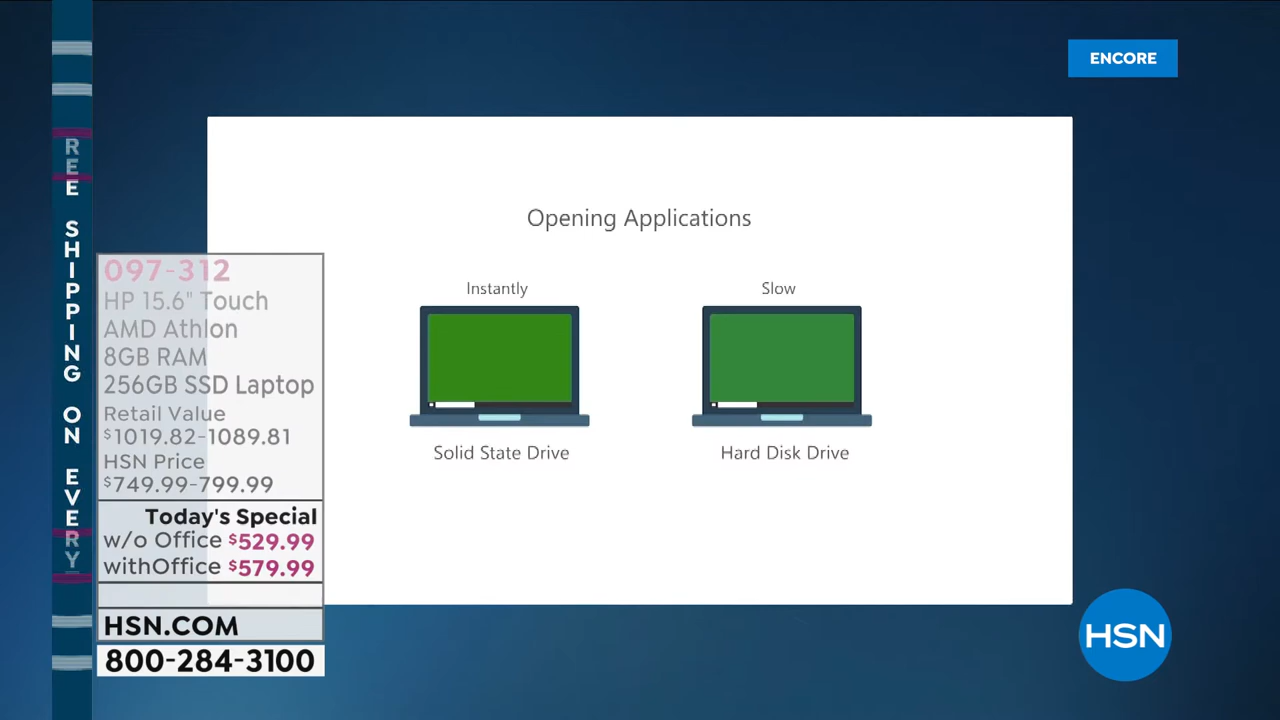 ENCORE
REE SHIPPING ON EVERY
Opening Applications
Instantly
Slow
Solid State Drive
Hard Disk Drive
097-312
HP 15.6" Touch
AMD Athlon
8GB RAM
256GB SSD Laptop
Retail Value
$1019.82-1089.81
HSN Price
$749.99-799.99
Today's Special
w/o Office $529.99
withOffice $579.99
HSN.COM
800-284-3100
HSN